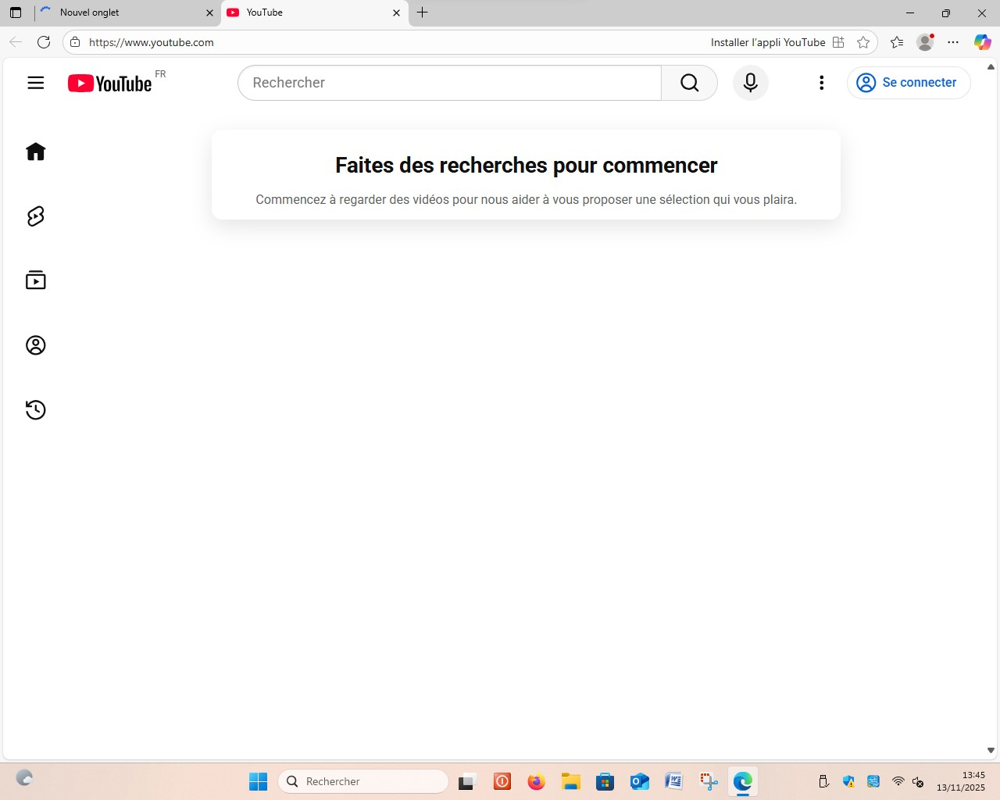 Nouvel onglet
YouTube
https://www.youtube.com
Installer l'appli YouTube
YouTube FR
Rechercher
Se connecter
Faites des recherches pour commencer
Commencez à regarder des vidéos pour nous aider à vous proposer une sélection qui vous plaira.
Rechercher
13:45
13/11/2025